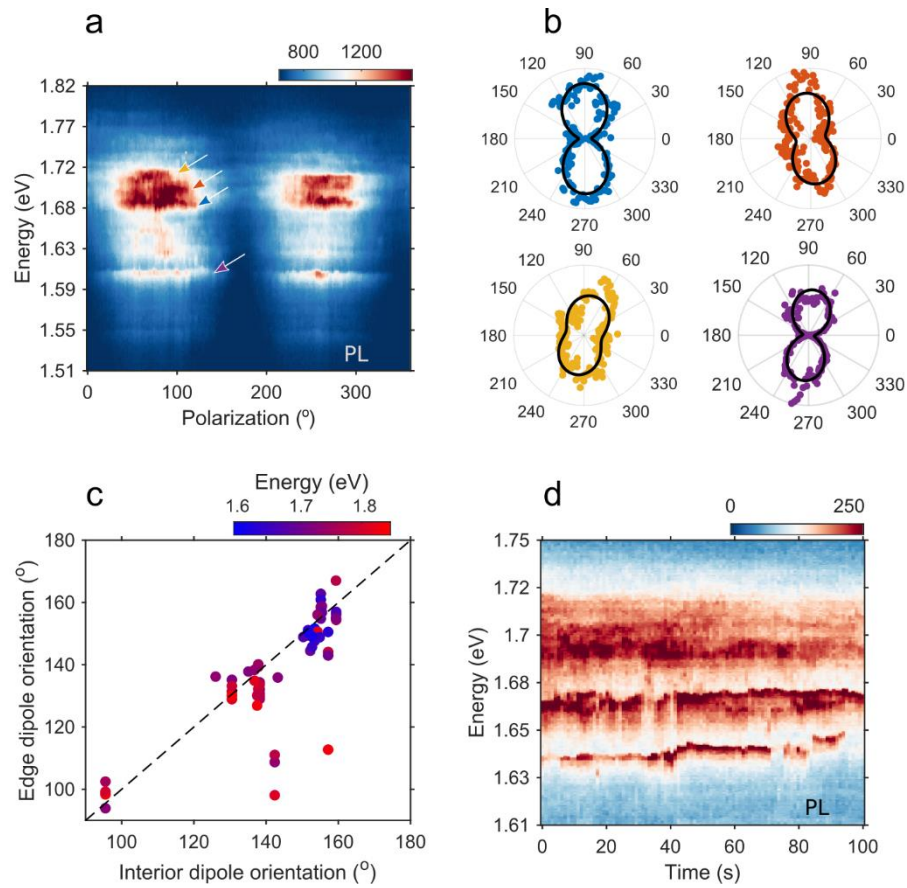 a
800 1200
1.82
1.77
1.72
1.68
1.63
1.59
1.55
1.51
Energy (eV)
PL
0 100 200 300
Polarization (°)
b
90
120 60
150 30
180 0
210 330
240 300
270
90
120 60
150 30
180 0
210 330
240 300
270
90
120 60
150 30
180 0
210 330
240 300
270
90
120 60
150 30
180 0
210 330
240 300
270
c
Energy (eV)
1.6 1.7 1.8
180
160
140
120
100
Edge dipole orientation (°)
100 120 140 160 180
Interior dipole orientation (°)
d
0 250
1.75
1.72
1.7
1.68
1.65
1.63
1.61
Energy (eV)
PL
0 20 40 60 80 100
Time (s)